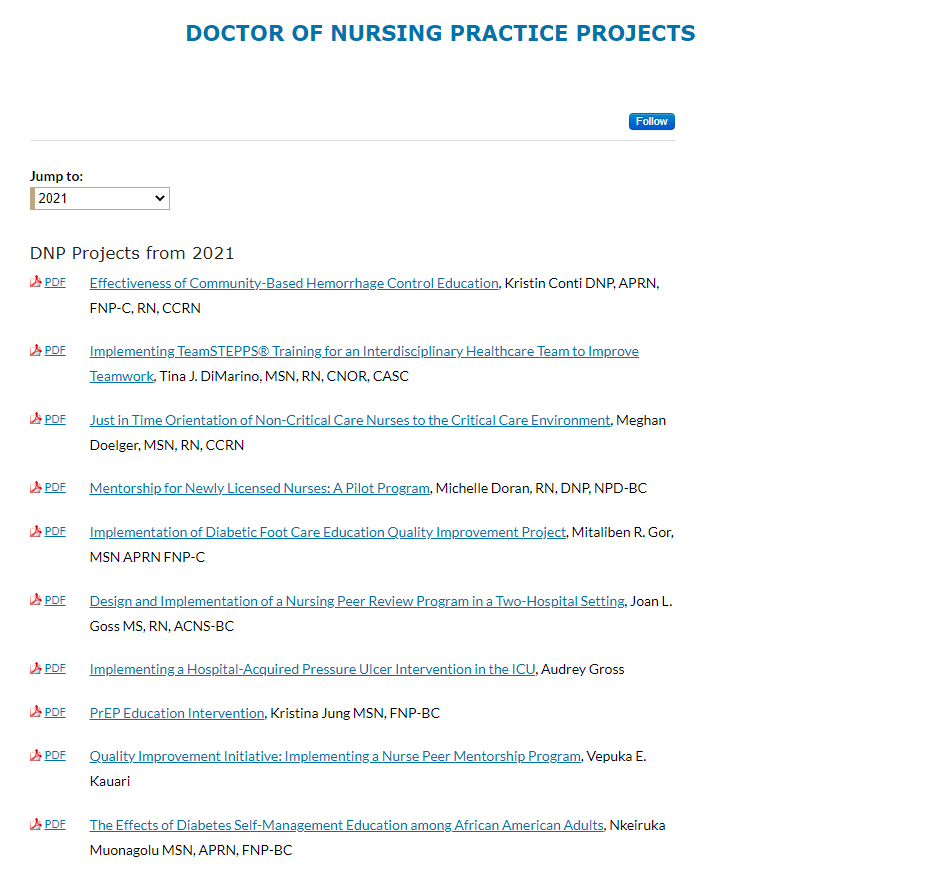 DOCTOR OF NURSING PRACTICE PROJECTS
Follow
Jump to:
2021
DNP Projects from 2021
PDF Effectiveness of Community-Based Hemorrhage Control Education, Kristin Conti DNP, APRN,
FNP-C, RN, CCRN
PDF Implementing TeamSTEPPS® Training for an Interdisciplinary Healthcare Team to Improve
Teamwork, Tina J. DiMarino, MSN, RN, CNOR, CASC
PDF Just in Time Orientation of Non-Critical Care Nurses to the Critical Care Environment, Meghan
Doelger, MSN, RN, CCRN
PDF Mentorship for Newly Licensed Nurses: A Pilot Program, Michelle Doran, RN, DNP, NPD-BC
PDF Implementation of Diabetic Foot Care Education Quality Improvement Project, Mitaliben R. Gor,
MSN APRN FNP-C
PDF Design and Implementation of a Nursing Peer Review Program in a Two-Hospital Setting, Joan L.
Goss MS, RN, ACNS-BC
PDF Implementing a Hospital-Acquired Pressure Ulcer Intervention in the ICU, Audrey Gross
PDF PrEP Education Intervention, Kristina Jung MSN, FNP-BC
PDF Quality Improvement Initiative: Implementing a Nurse Peer Mentorship Program, Vepuka E.
Kauari
PDF The Effects of Diabetes Self-Management Education among African American Adults, Nkeiruka
Muonagolu MSN, APRN, FNP-BC